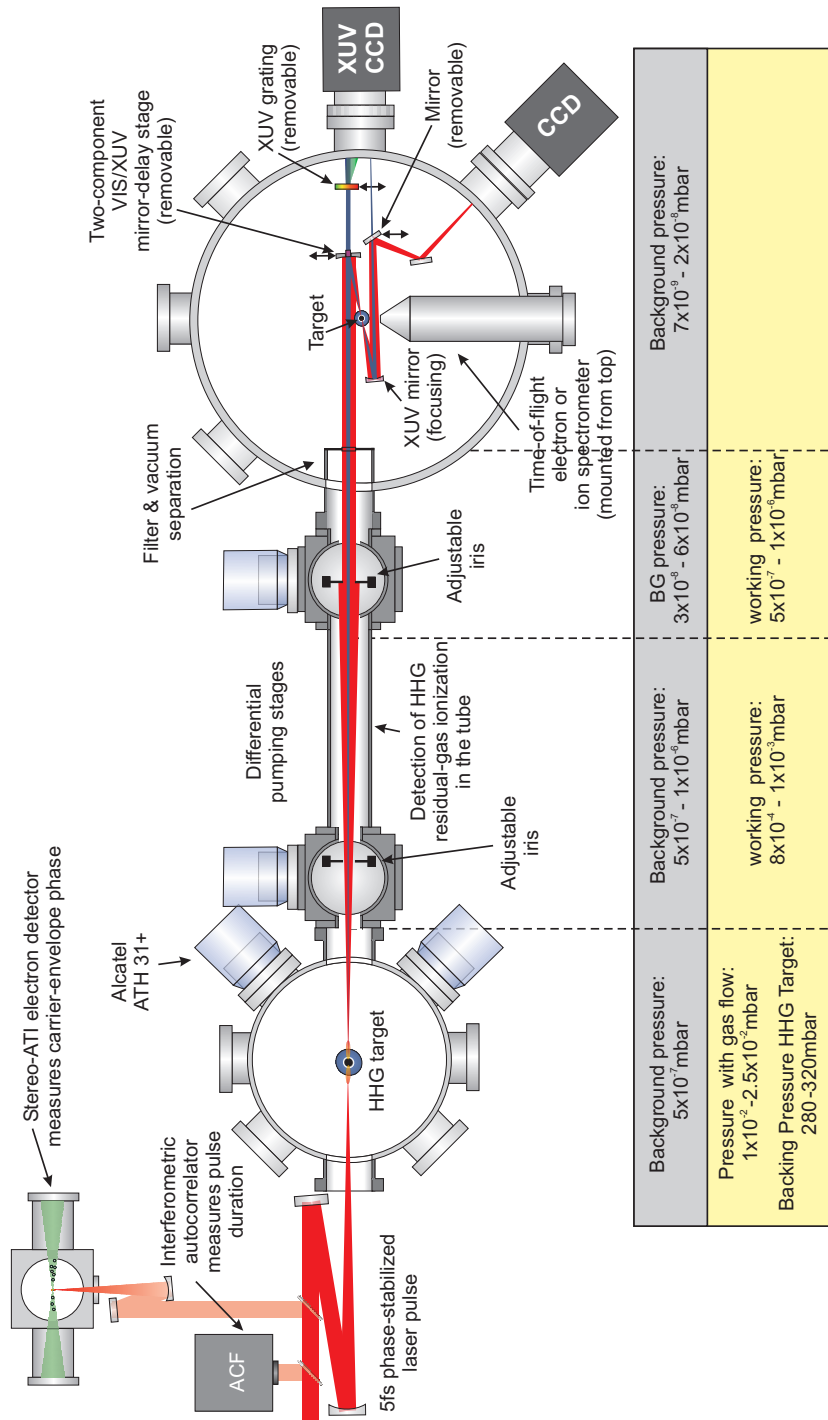 Stereo-ATI electron detector
measures carrier-envelope phase
Interferometric
autocorrelator
measures pulse
duration
ACF
5fs phase-stabilized
laser pulse
Alcatel
ATH 31+
HHG target
Differential
pumping stages
Adjustable
iris
Detection of HHG
residual-gas ionization
in the tube
Adjustable
iris
Filter & vacuum
separation
Target
XUV mirror
(focusing)
Time-of-flight
electron or
ion spectrometer
(mounted from top)
Two-component
VIS/XUV
mirror-delay stage
(removable)
XUV grating
(removable)
XUV
CCD
Mirror
(removable)
CCD
Background pressure:
5x10⁻⁷mbar
Background pressure:
5x10⁻⁷ - 1x10⁻⁶mbar
BG pressure:
3x10⁻⁸ - 6x10⁻⁸mbar
Background pressure:
7x10⁻⁹ - 2x10⁻⁸mbar
Pressure with gas flow:
1x10⁻² -2.5x10⁻²mbar
Backing Pressure HHG Target:
280 -320mbar
working pressure:
8x10⁻⁴ - 1x10⁻³mbar
working pressure:
5x10⁻⁷ - 1x10⁻⁶mbar